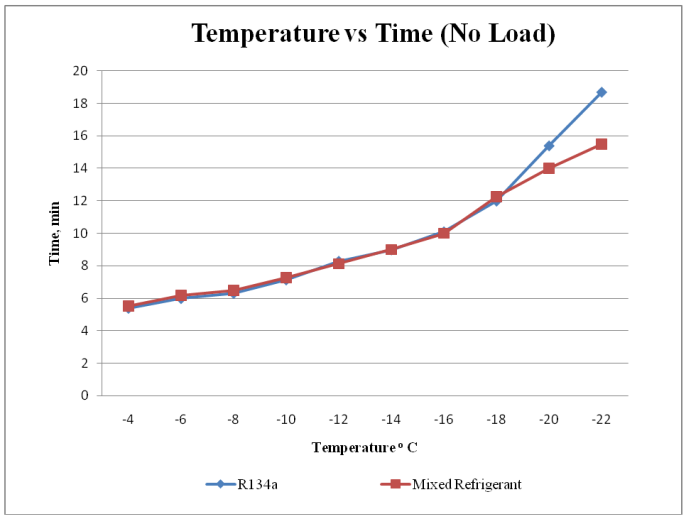 Temperature vs Time (No Load)
20
18
16
14
12
10
8
6
4
2
0
Time, min
-4 -6 -8 -10 -12 -14 -16 -18 -20 -22
Temperature º C
R134a Mixed Refrigerant